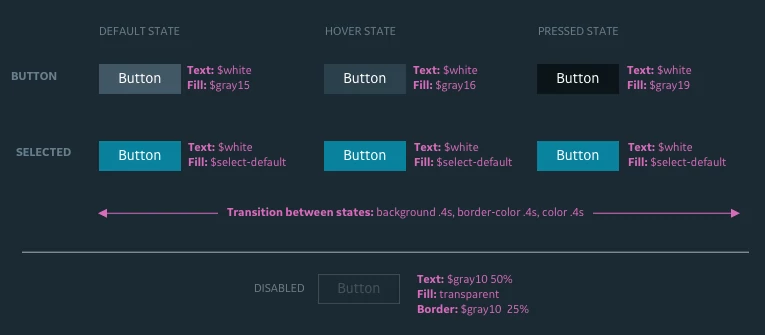 DEFAULT STATE HOVER STATE PRESSED STATE
BUTTON
Button
Text: $white
Fill: $gray15
Button
Text: $white
Fill: $gray16
Button
Text: $white
Fill: $gray19
SELECTED
Button
Text: $white
Fill: $select-default
Button
Text: $white
Fill: $select-default
Button
Text: $white
Fill: $select-default
Transition between states: background .4s, border-color .4s, color .4s
DISABLED
Button
Text: $gray10 50%
Fill: transparent
Border: $gray10 25%